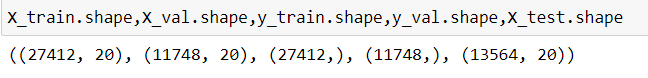 X_train.shape,X_val.shape,y_train.shape,y_val.shape,X_test.shape
((27412, 20), (11748, 20), (27412,), (11748,), (13564, 20))